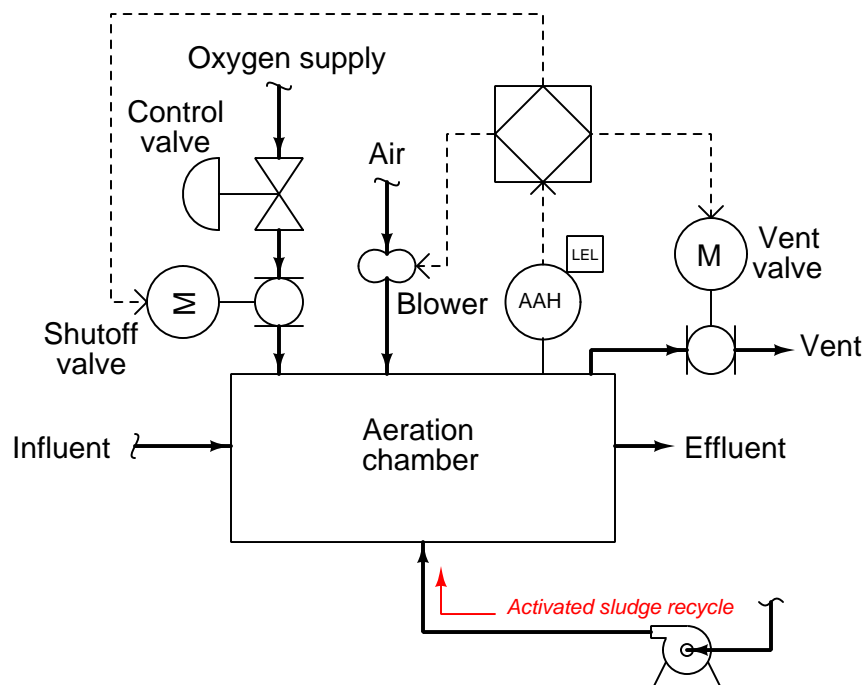 Oxygen supply
Control
valve
Air
LEL
AAH
Blower
M
Vent
valve
M
Shutoff
valve
Vent
Influent
Aeration
chamber
Effluent
Activated sludge recycle